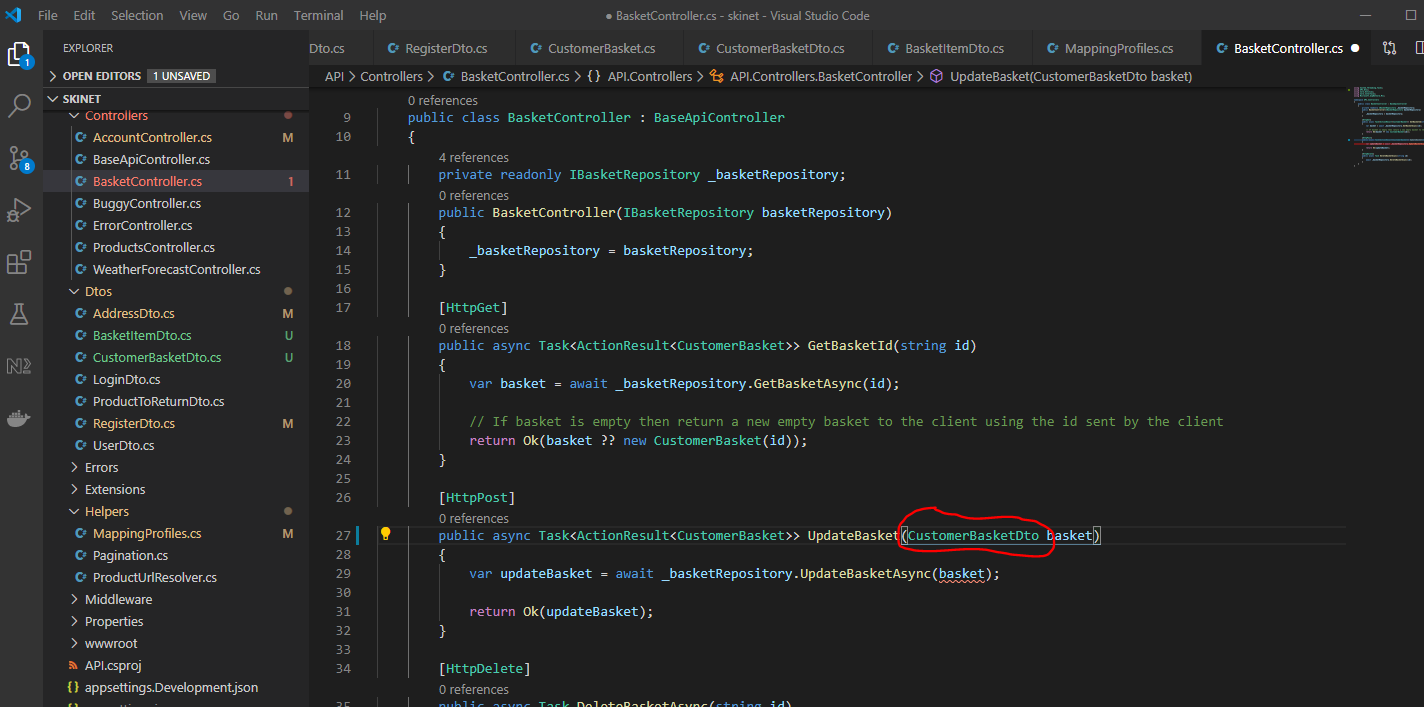 File Edit Selection View Go Run Terminal Help
● BasketController.cs - skinet - Visual Studio Code
EXPLORER
OPEN EDITORS 1 UNSAVED
SKINET
Controllers
AccountController.cs M
BaseApiController.cs
BasketController.cs 1
BuggyController.cs
ErrorController.cs
ProductsController.cs
WeatherForecastController.cs
Dtos
AddressDto.cs M
BasketItemDto.cs U
CustomerBasketDto.cs U
LoginDto.cs
ProductToReturnDto.cs
RegisterDto.cs M
UserDto.cs
Errors
Extensions
Helpers
MappingProfiles.cs M
Pagination.cs
ProductUrlResolver.cs
Middleware
Properties
wwwroot
API.csproj
appsettings.Development.json
1
8
Dto.cs RegisterDto.cs CustomerBasket.cs CustomerBasketDto.cs BasketItemDto.cs MappingProfiles.cs BasketController.cs ●
API > Controllers > BasketController.cs > {} API.Controllers > API.Controllers.BasketController > UpdateBasket(CustomerBasketDto basket)
0 references
9 public class BasketController : BaseApiController
10 {
4 references
11 private readonly IBasketRepository _basketRepository;
0 references
12 public BasketController(IBasketRepository basketRepository)
13 {
14 _basketRepository = basketRepository;
15 }
16
17 [HttpGet]
0 references
18 public async Task<ActionResult<CustomerBasket>> GetBasketId(string id)
19 {
20 var basket = await _basketRepository.GetBasketAsync(id);
21
22 // If basket is empty then return a new empty basket to the client using the id sent by the client
23 return Ok(basket ?? new CustomerBasket(id));
24 }
25
26 [HttpPost]
0 references
27 public async Task<ActionResult<CustomerBasket>> UpdateBasket(CustomerBasketDto basket)
28 {
29 var updateBasket = await _basketRepository.UpdateBasketAsync(basket);
30
31 return Ok(updateBasket);
32 }
33
34 [HttpDelete]
0 references
35 public async Task DeleteBasketAsync(string id)